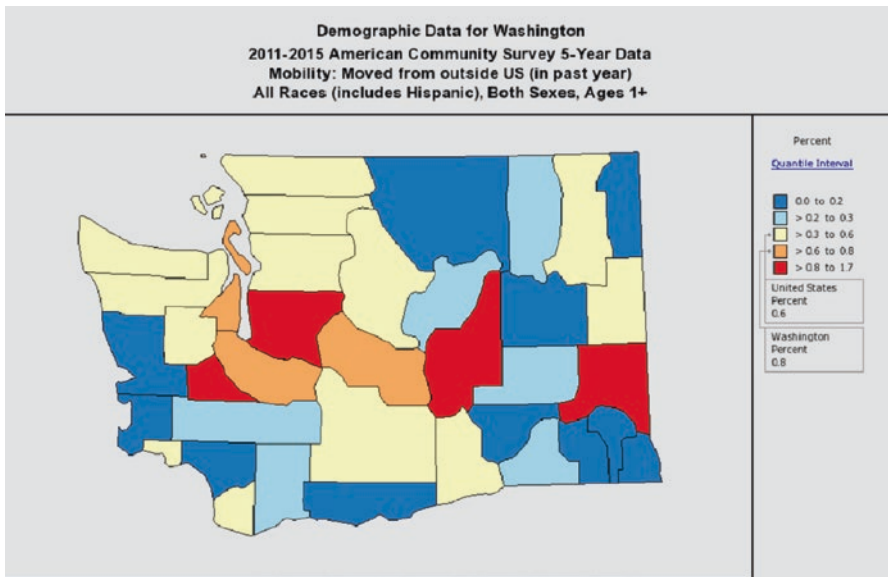 Demographic Data for Washington
2011-2015 American Community Survey 5-Year Data
Mobility: Moved from outside US (in past year)
All Races (includes Hispanic), Both Sexes, Ages 1+
Percent
Quantile Interval
0.0 to 0.2
> 0.2 to 0.3
> 0.3 to 0.6
> 0.6 to 0.8
> 0.8 to 1.7
United States
Percent
0.6
Washington
Percent
0.8